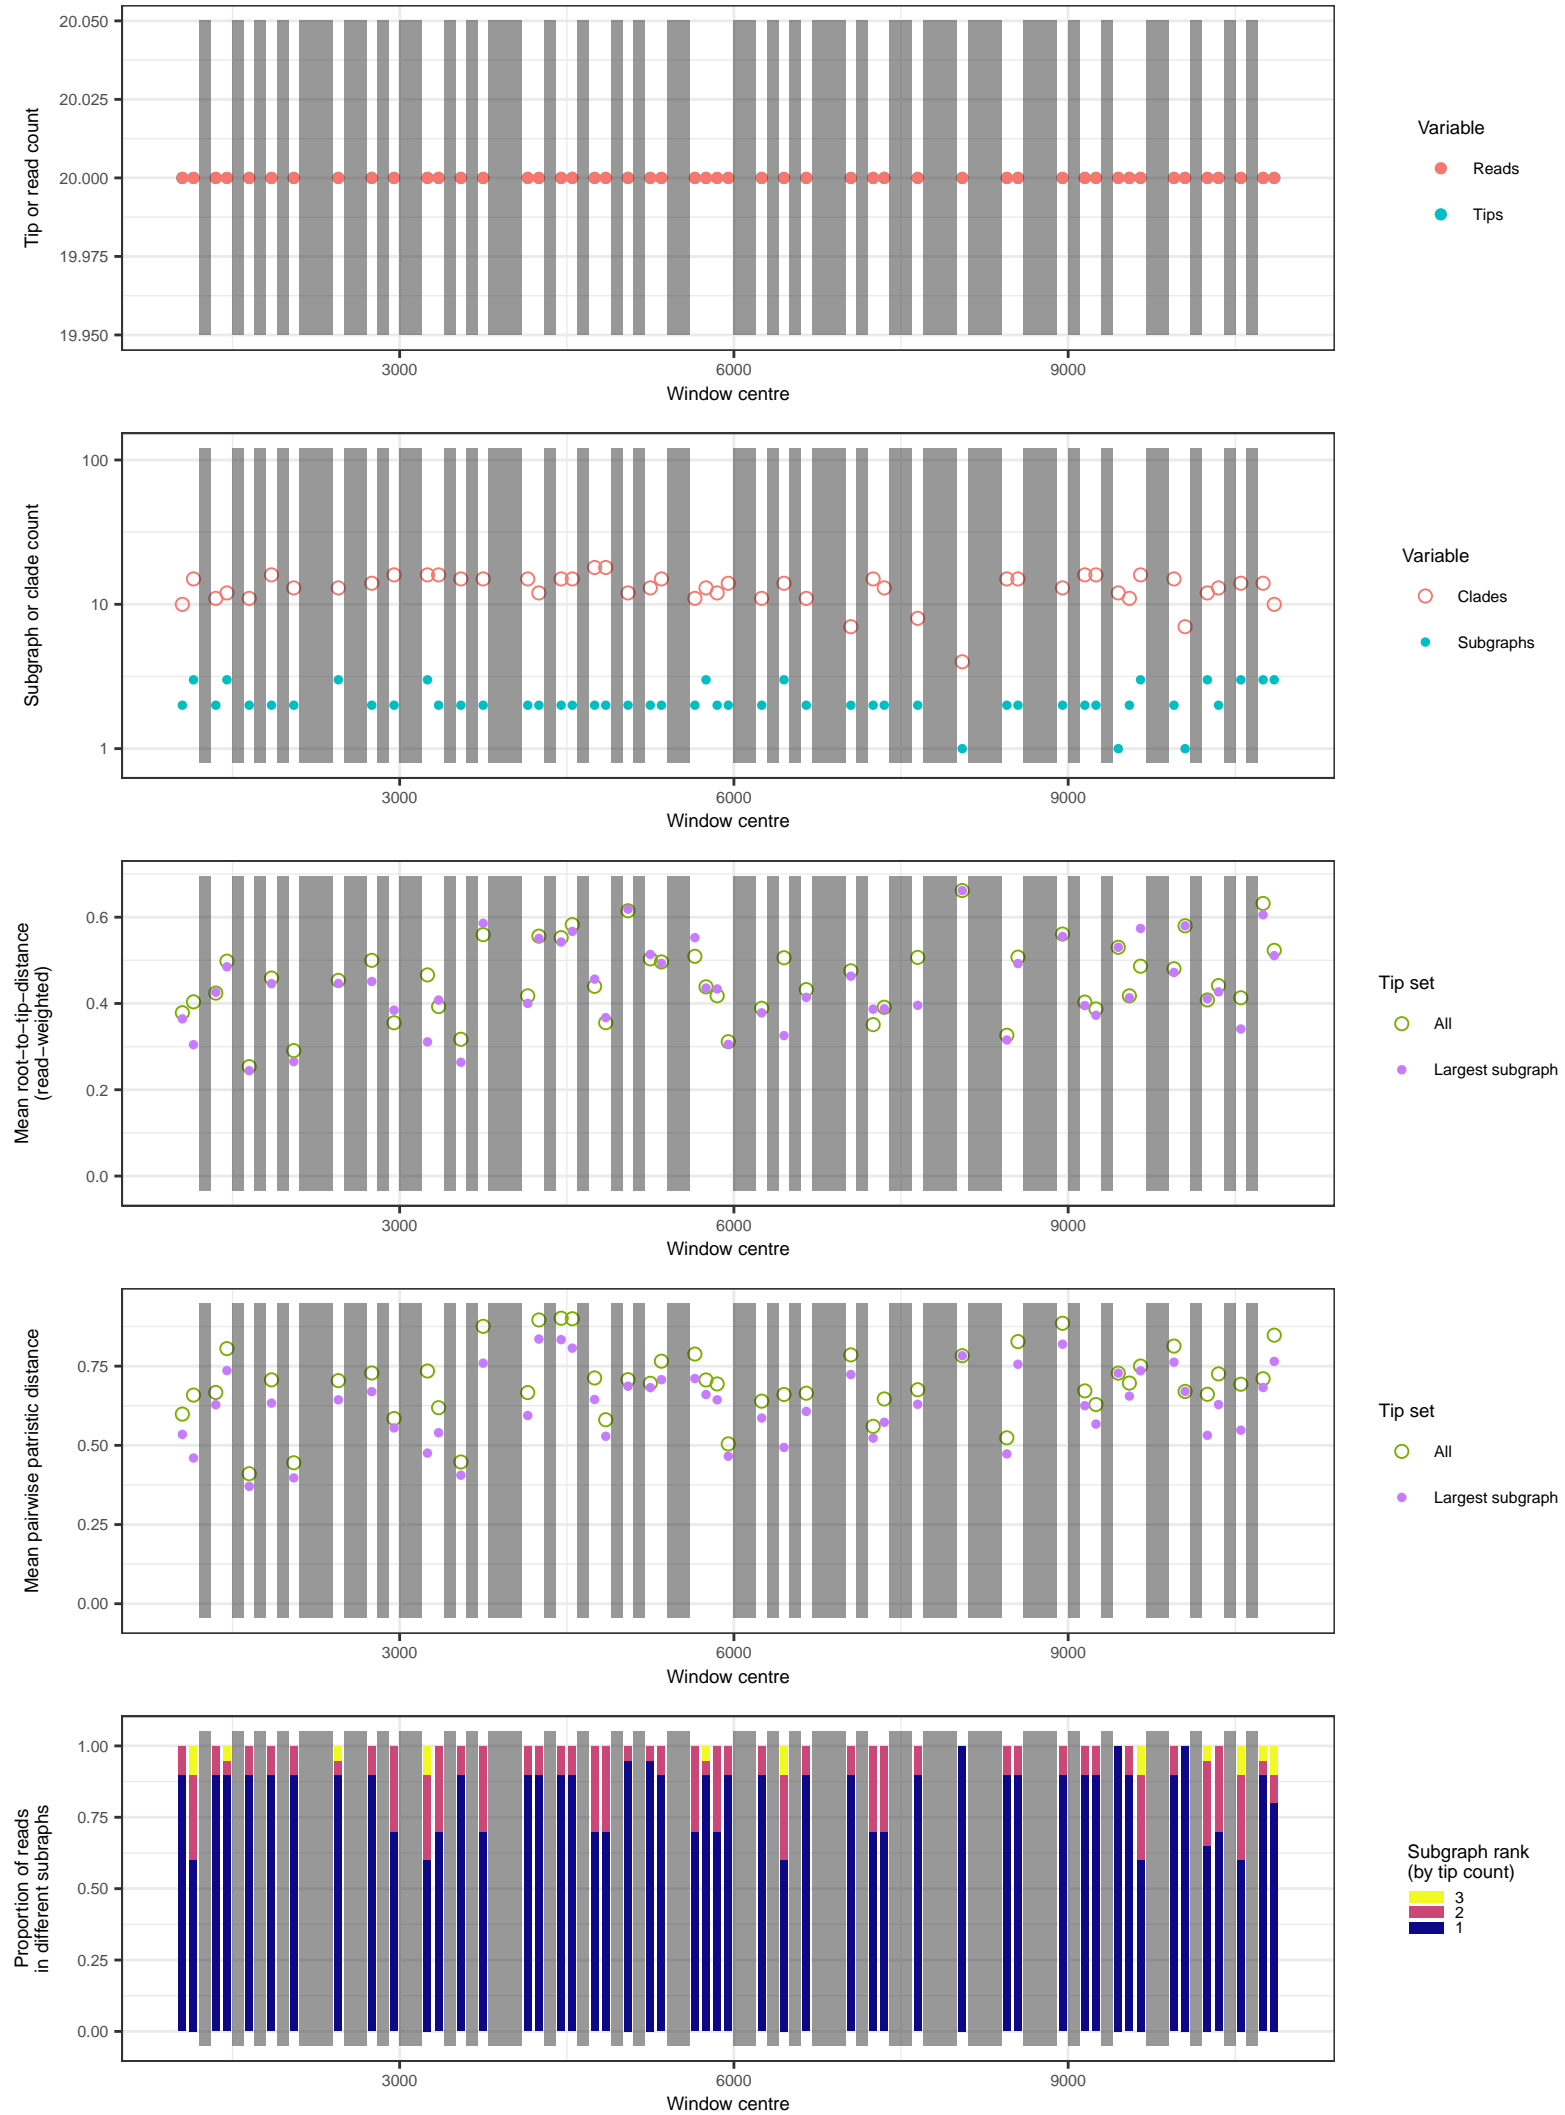 20.050
20.025
20.000
19.975
19.950
Tip or read count
3000
6000
9000
Window centre
Variable
Reads
Tips
100
10
1
Subgraph or clade count
3000
6000
9000
Window centre
Variable
Clades
Subgraphs
0.6
0.4
0.2
0.0
Mean root−to−tip−distance
(read−weighted)
3000
6000
9000
Window centre
Tip set
All
Largest subgraph
0.75
0.50
0.25
0.00
Mean pairwise patristic distance
3000
6000
9000
Window centre
Tip set
All
Largest subgraph
1.00
0.75
0.50
0.25
0.00
Proportion of reads
in different subraphs
3000
6000
9000
Window centre
Subgraph rank
(by tip count)
3
2
1